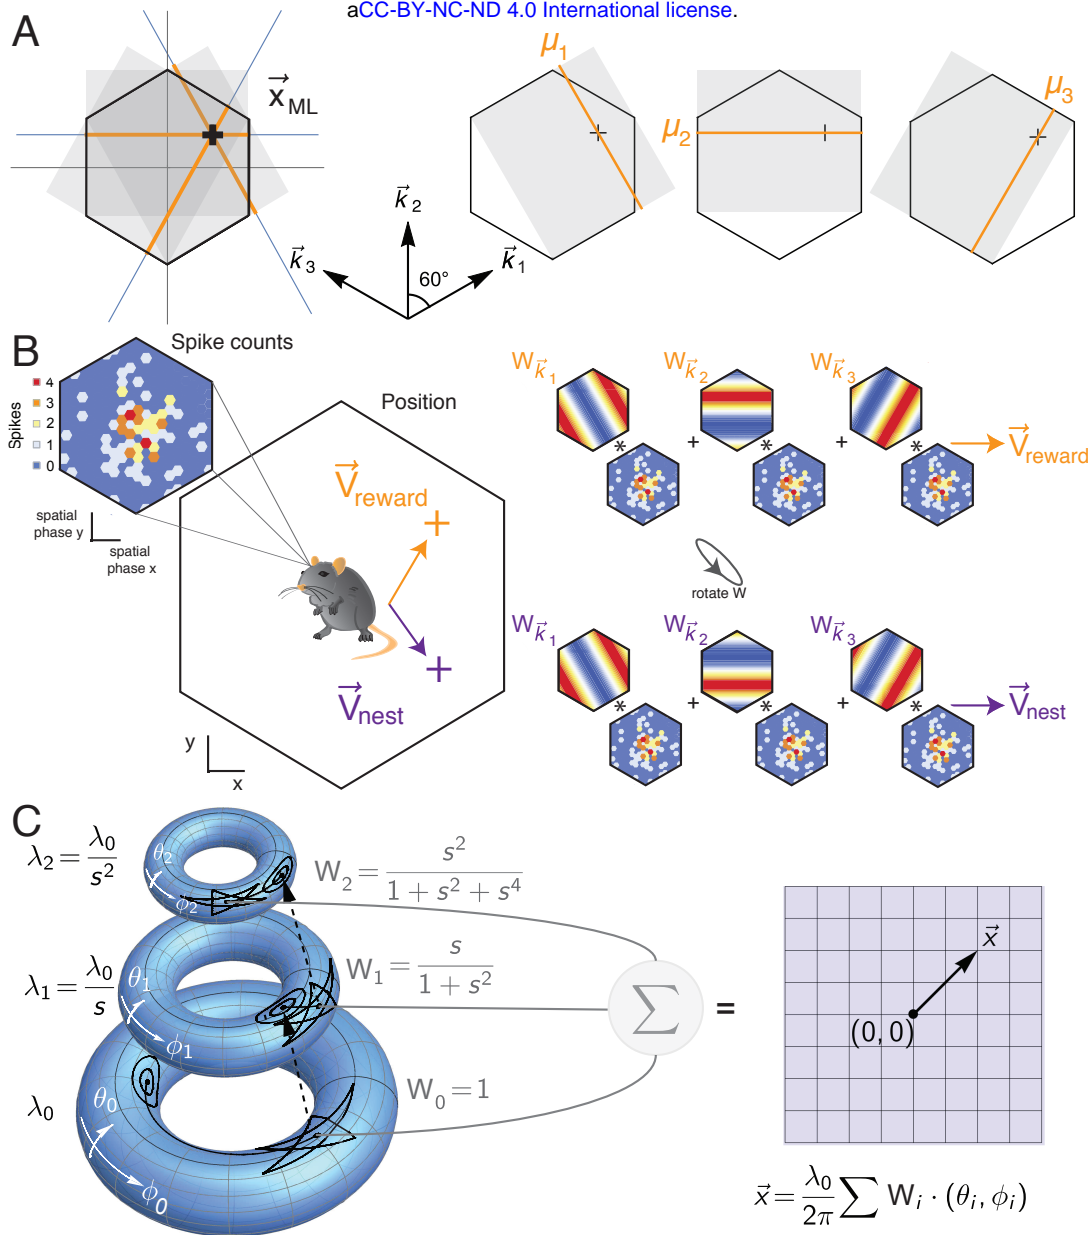 aCC-BY-NC-ND 4.0 International license.
A
x⃗ML
μ1
μ2
μ3
k⃗2
k⃗3
k⃗1
60°
B
Spike counts
Spikes
4
3
2
1
0
spatial
phase y
spatial
phase x
Position
V⃗reward
V⃗nest
y
x
Wk⃗1
Wk⃗2
Wk⃗3
*
+
*
+
*
V⃗reward
rotate W
Wk⃗1
Wk⃗2
Wk⃗3
*
+
*
+
*
V⃗nest
C
λ2 = λ0/s²
θ2
ϕ2
W2 = s²/(1 + s² + s⁴)
λ1 = λ0/s
θ1
ϕ1
W1 = s/(1 + s²)
λ0
θ0
ϕ0
W0 = 1
∑
=
x⃗
(0, 0)
x⃗ = λ0/2π ∑ Wi · (θi, ϕi)